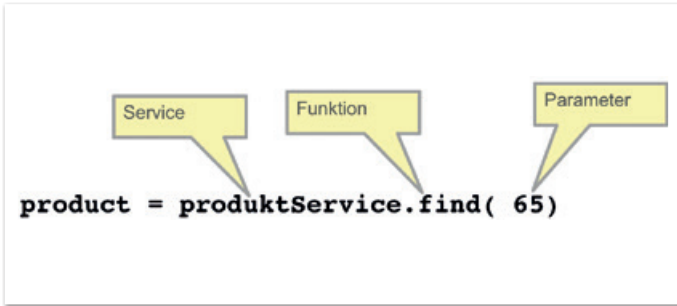 Service
Funktion
Parameter
product = produktService.find( 65)